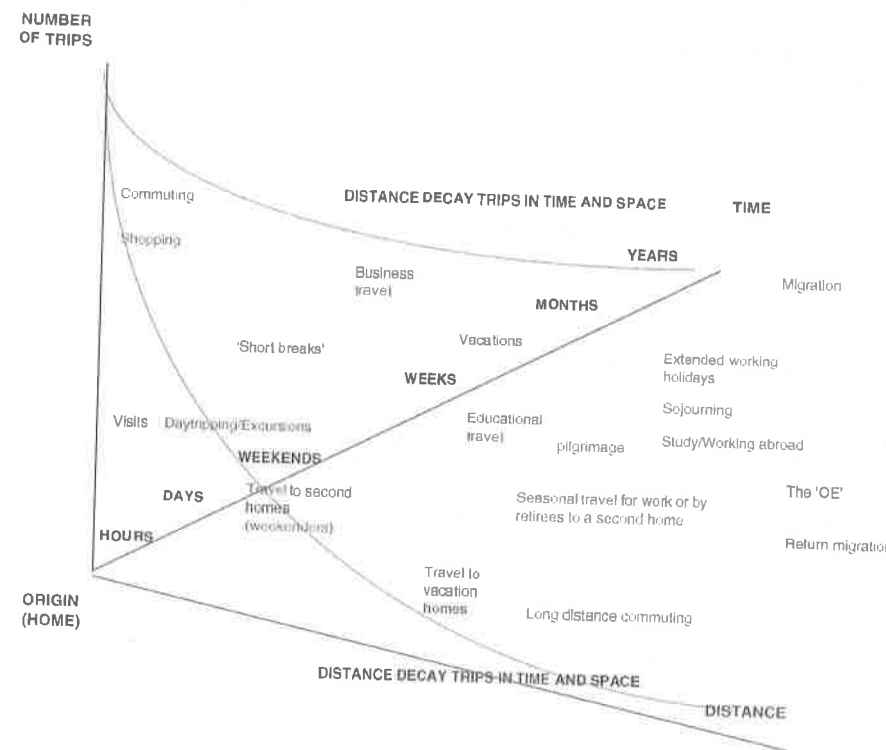 NUMBER
OF TRIPS
Commuting
DISTANCE DECAY TRIPS IN TIME AND SPACE
TIME
Shopping
YEARS
Business
travel
Migration
MONTHS
'Short breaks'
Vacations
Extended working
holidays
WEEKS
Sojourning
Visits
Daytripping/Excursions
Educational
travel
pilgrimage
Study/Working abroad
WEEKENDS
DAYS
Travel to second
homes
(weekenders)
Seasonal travel for work or by
retirees to a second home
The 'OE'
HOURS
Return migration
Travel to
vacation
homes
ORIGIN
(HOME)
Long distance commuting
DISTANCE DECAY TRIPS IN TIME AND SPACE
DISTANCE